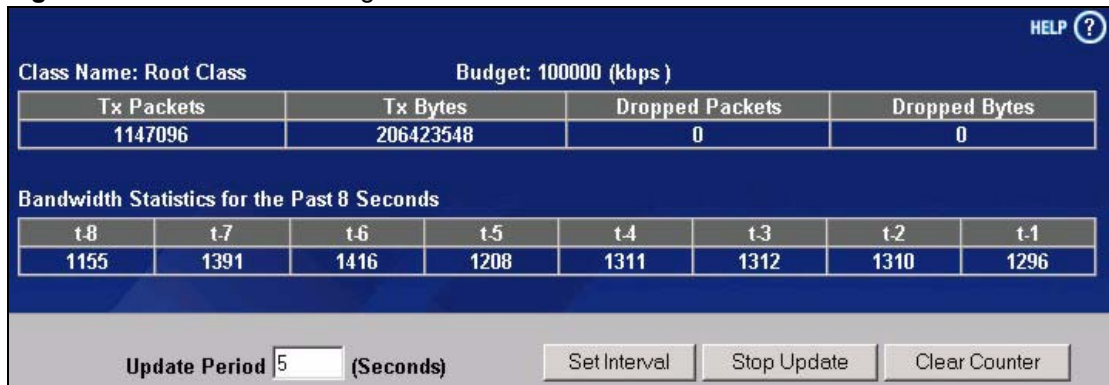 HELP ?
Class Name: Root Class Budget: 100000 (kbps )
Tx Packets Tx Bytes Dropped Packets Dropped Bytes
1147096 206423548 0 0
Bandwidth Statistics for the Past 8 Seconds
t-8 t-7 t-6 t-5 t-4 t-3 t-2 t-1
1155 1391 1416 1208 1311 1312 1310 1296
Update Period 5 (Seconds) Set Interval Stop Update Clear Counter